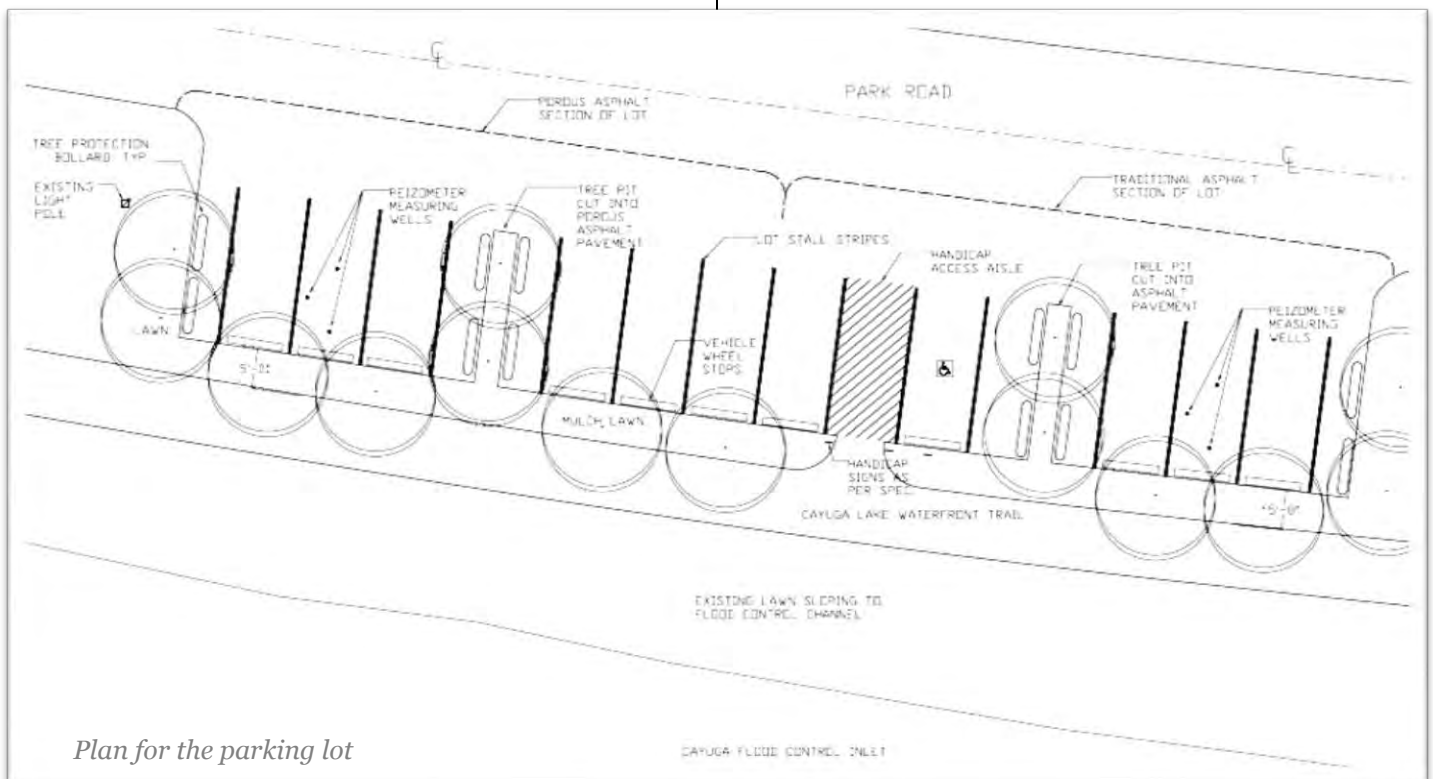 PARK ROAD
POROUS ASPHALT
SECTION OF LOT
TREE PROTECTION
BOLLARD TYP
EXISTING
LIGHT
POLE
PEIZOMETER
MEASURING
WELLS
TREE PIT
CUT INTO
POROUS
ASPHALT
PAVEMENT
TRADITIONAL ASPHALT
SECTION OF LOT
LOT STALL STRIPES
HANDICAP
ACCESS AISLE
TREE PIT
CUT INTO
ASPHALT
PAVEMENT
PEIZOMETER
MEASURING
WELLS
LAWN
5'-0"
VEHICLE
WHEEL
STOPS
MULCH LAWN
HANDICAP
SIGNS AS
PER SPEC
CAYUGA LAKE WATERFRONT TRAIL
EXISTING LAWN SLOPING TO
FLOOD CONTROL CHANNEL
Plan for the parking lot
CAYUGA FLOOD CONTROL INLET